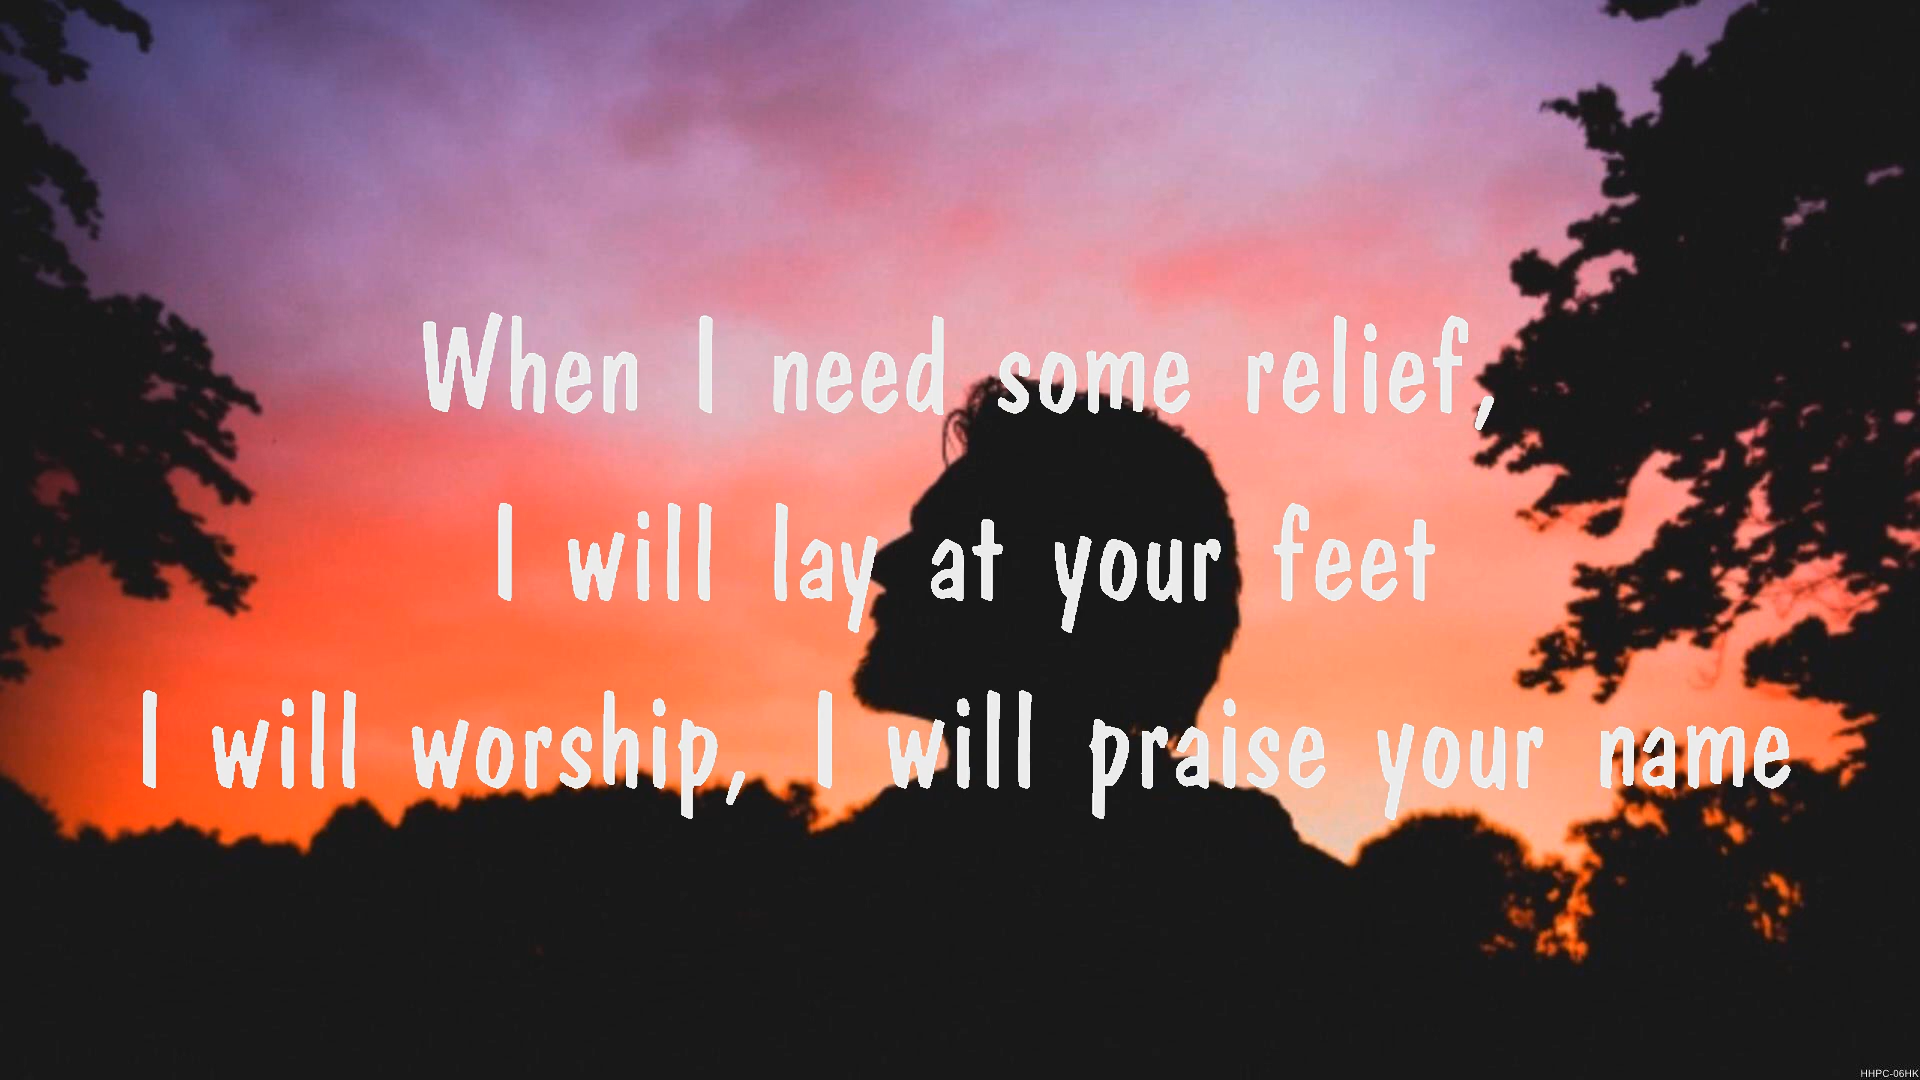 When I need some relief,
I will lay at your feet
I will worship, I will praise your name
HHPC-06HK